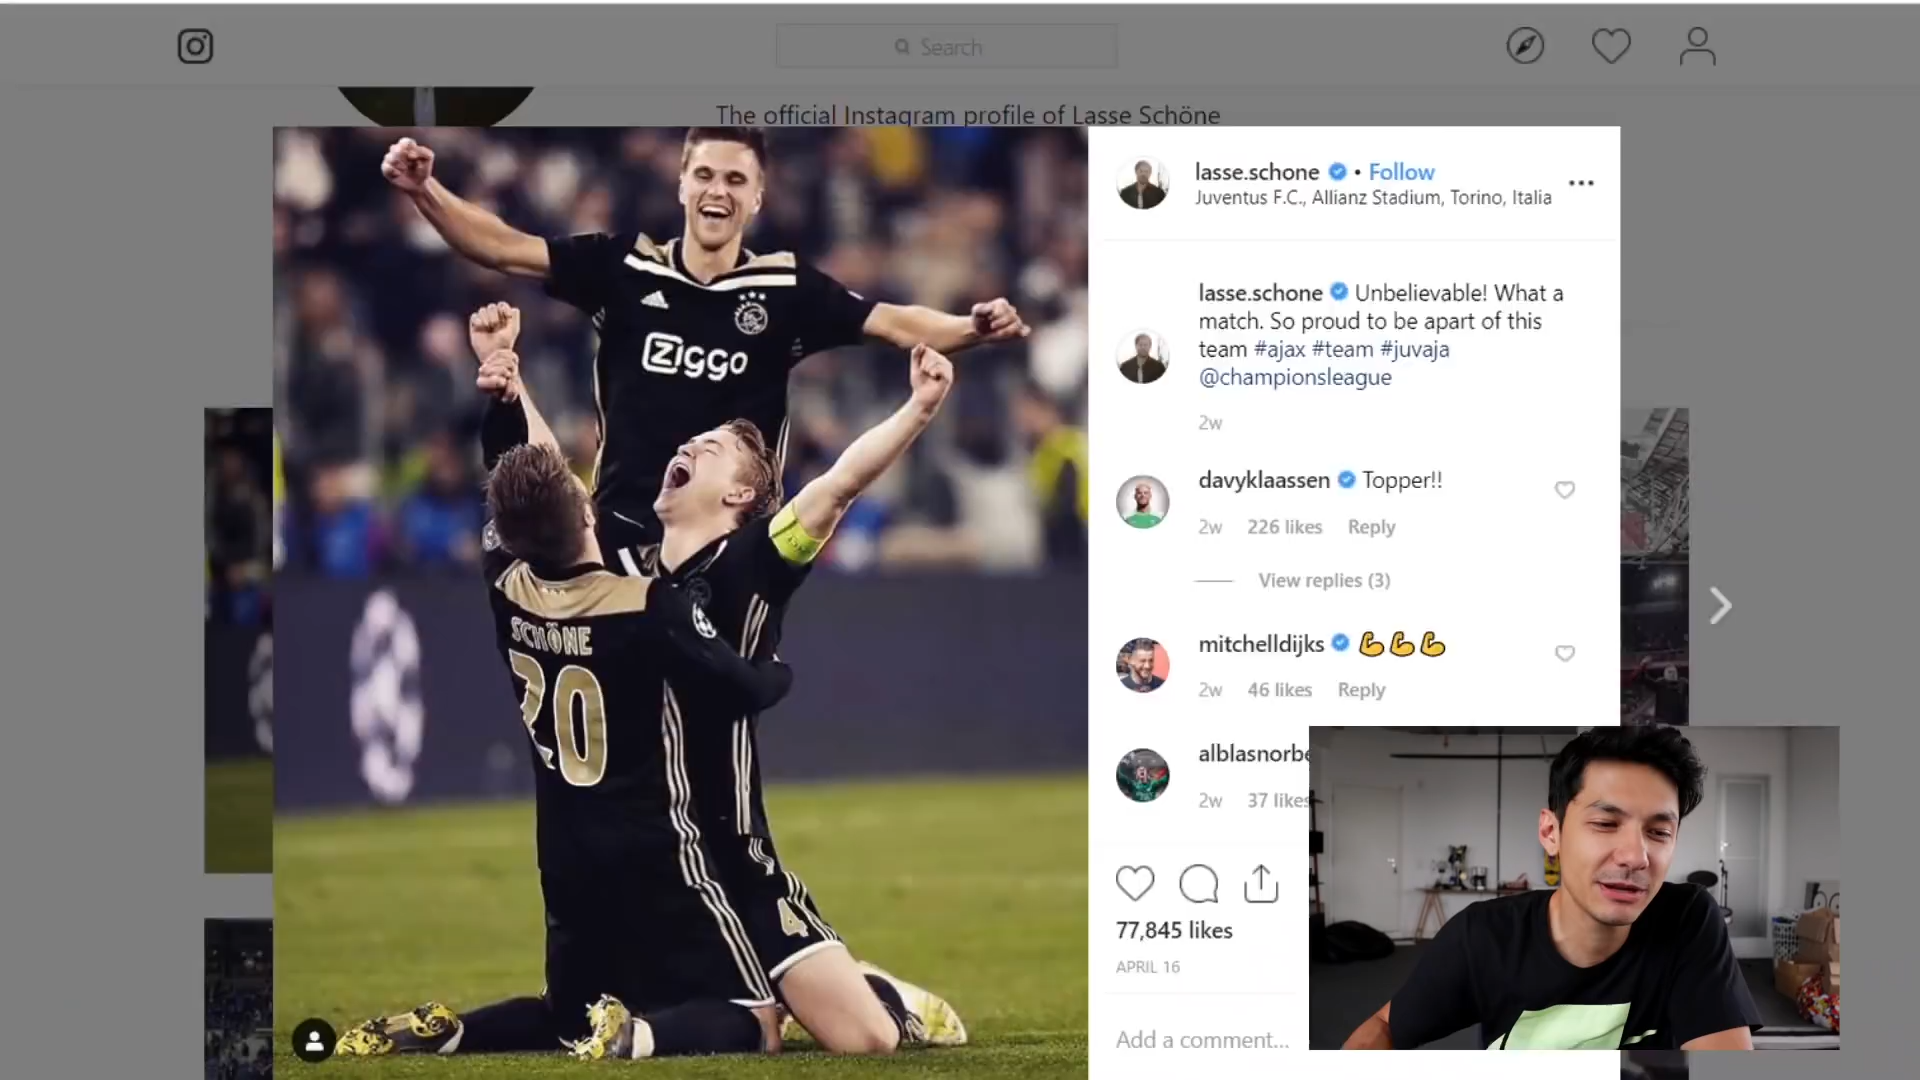 Search
The official Instagram profile of Lasse Schöne
lasse.schone • Follow
Juventus F.C., Allianz Stadium, Torino, Italia
lasse.schone Unbelievable! What a
match. So proud to be apart of this
team #ajax #team #juvaja
@championsleague
2w
davyklaassen Topper!!
2w 226 likes Reply
View replies (3)
mitchelldijks 💪💪💪
2w 46 likes Reply
alblasnorbe
2w 37 likes
77,845 likes
APRIL 16
Add a comment...
Ziggo
SCHÖNE
20
4